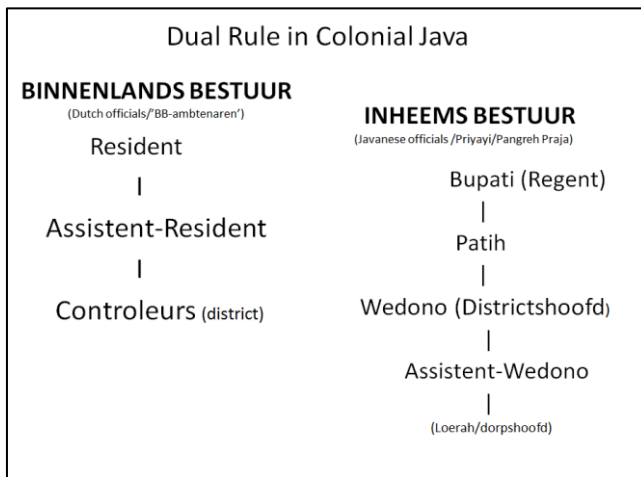 Dual Rule in Colonial Java
BINNENLANDS BESTUUR
(Dutch officials/'BB-ambtenaren')
Resident
Assistent-Resident
Controleurs (district)
INHEEMS BESTUUR
(Javanese officials /Priyayi/Pangreh Praja)
Bupati (Regent)
Patih
Wedono (Districtshoofd)
Assistent-Wedono
(Loerah/dorpshoofd)